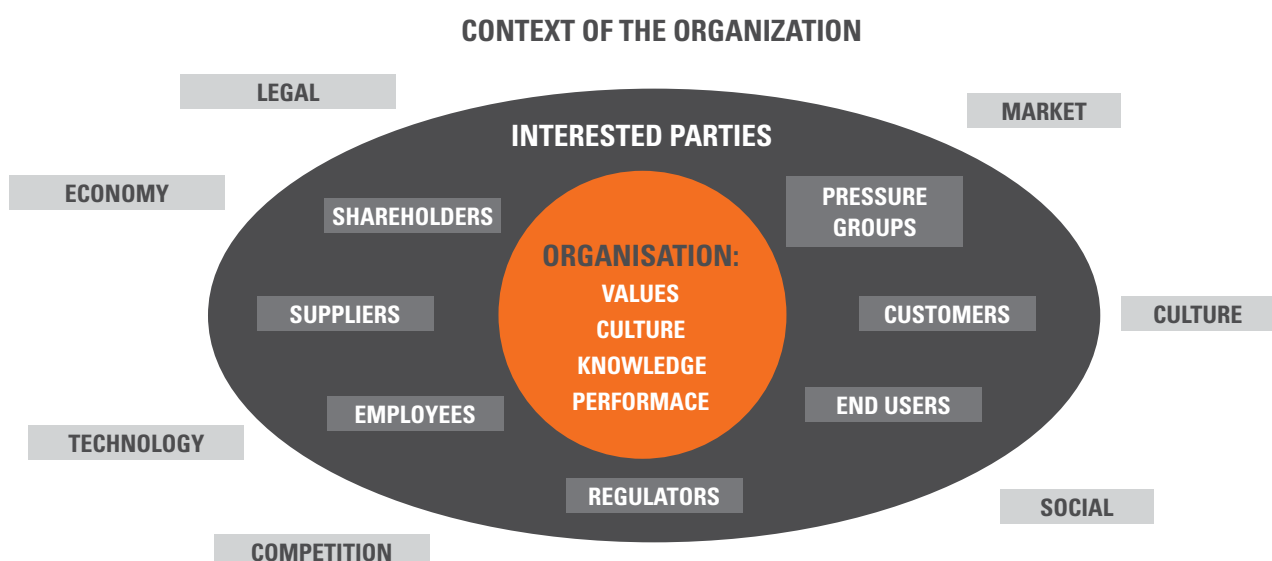 CONTEXT OF THE ORGANIZATION
LEGAL
MARKET
INTERESTED PARTIES
ECONOMY
SHAREHOLDERS
PRESSURE
GROUPS
ORGANISATION:
VALUES
CULTURE
KNOWLEDGE
PERFORMACE
SUPPLIERS
CUSTOMERS
CULTURE
EMPLOYEES
END USERS
TECHNOLOGY
REGULATORS
SOCIAL
COMPETITION